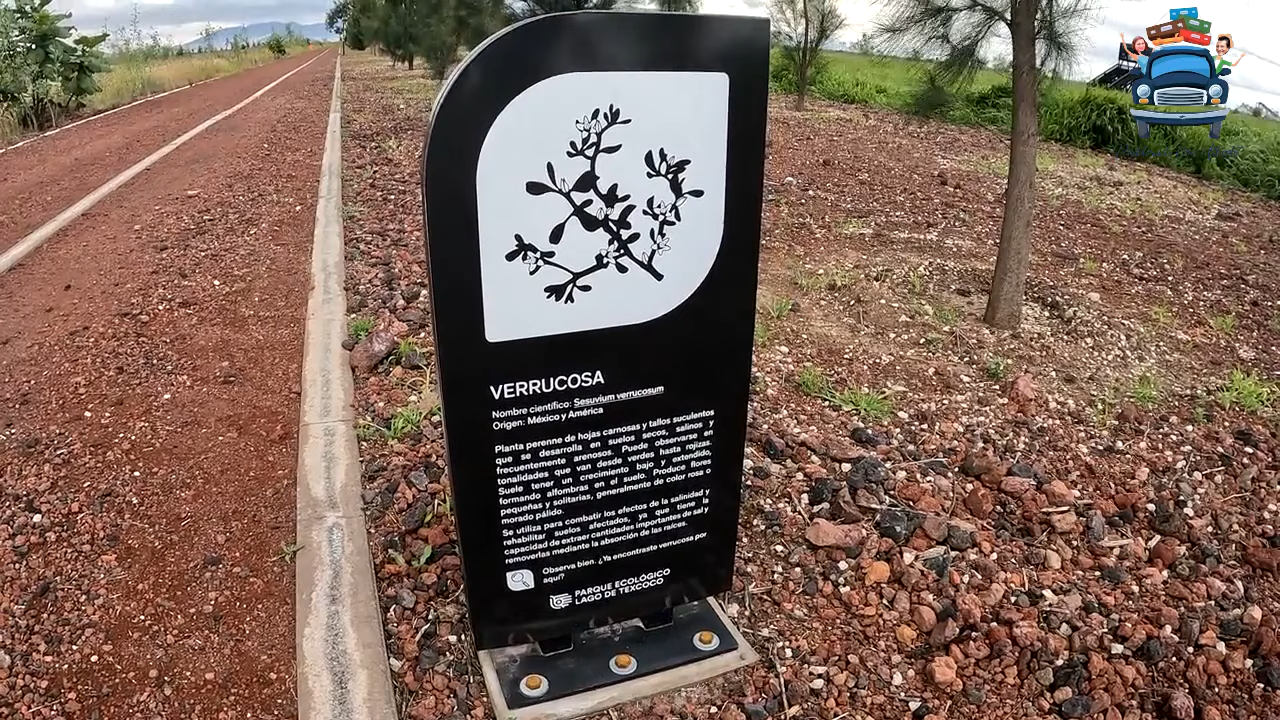 VERRUCOSA
Nombre científico: Sesuvium verrucosum
Origen: México y América
Planta perenne de hojas carnosas y tallos suculentos
que se desarrolla en suelos secos, salinos y
frecuentemente arenosos. Puede observarse en
tonalidades que van desde verdes hasta rojizas.
Suele tener un crecimiento bajo y extendido,
formando alfombras en el suelo. Produce flores
pequeñas y solitarias, generalmente de color rosa o
morado pálido.
Se utiliza para combatir los efectos de la salinidad y
rehabilitar suelos afectados, ya que tiene la
capacidad de extraer cantidades importantes de sal y
removerlas mediante la absorción de las raíces.
Observa bien. ¿Ya encontraste verrucosa por
aquí?
PARQUE ECOLÓGICO
LAGO DE TEXCOCO